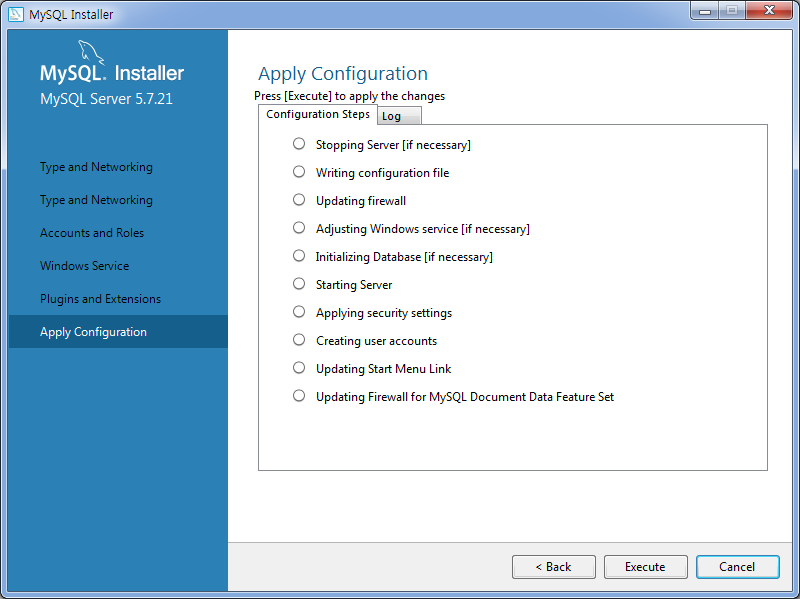 MySQL Installer
MySQL. Installer
MySQL Server 5.7.21
Type and Networking
Type and Networking
Accounts and Roles
Windows Service
Plugins and Extensions
Apply Configuration
Apply Configuration
Press [Execute] to apply the changes
Configuration Steps
Log
Stopping Server [if necessary]
Writing configuration file
Updating firewall
Adjusting Windows service [if necessary]
Initializing Database [if necessary]
Starting Server
Applying security settings
Creating user accounts
Updating Start Menu Link
Updating Firewall for MySQL Document Data Feature Set
< Back
Execute
Cancel